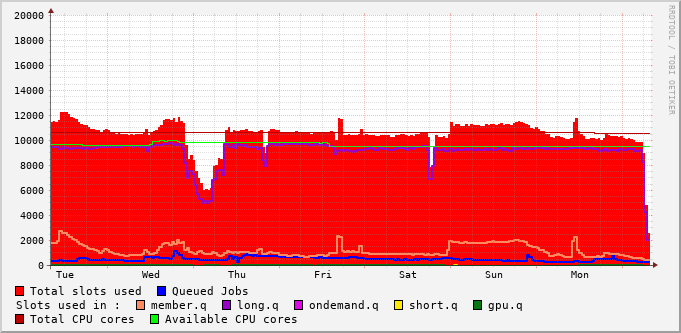 20000
18000
16000
14000
12000
10000
8000
6000
4000
2000
0
Tue Wed Thu Fri Sat Sun Mon
RRDTOOL / TOBI OETIKER
Total slots used Queued Jobs
Slots used in : member.q long.q ondemand.q short.q gpu.q
Total CPU cores Available CPU cores